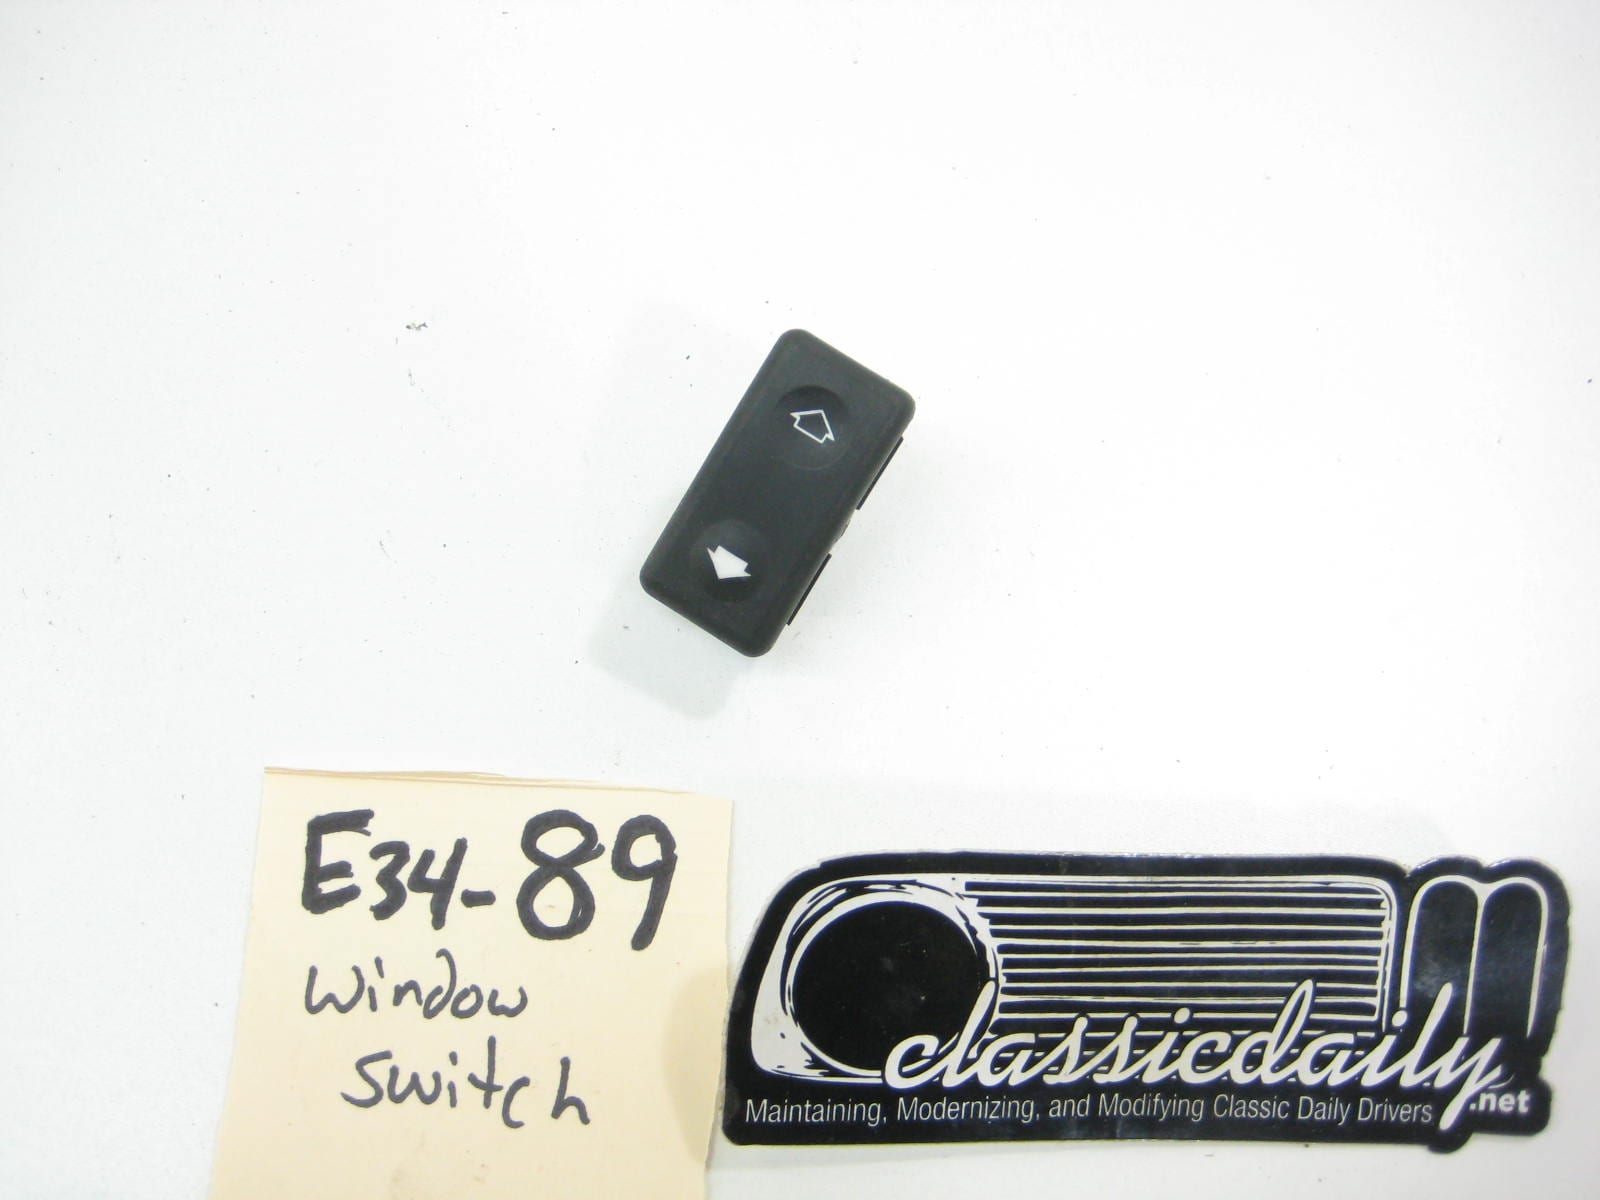 E34-89
window
switch
classicdaily.net
Maintaining, Modernizing, and Modifying Classic Daily Drivers